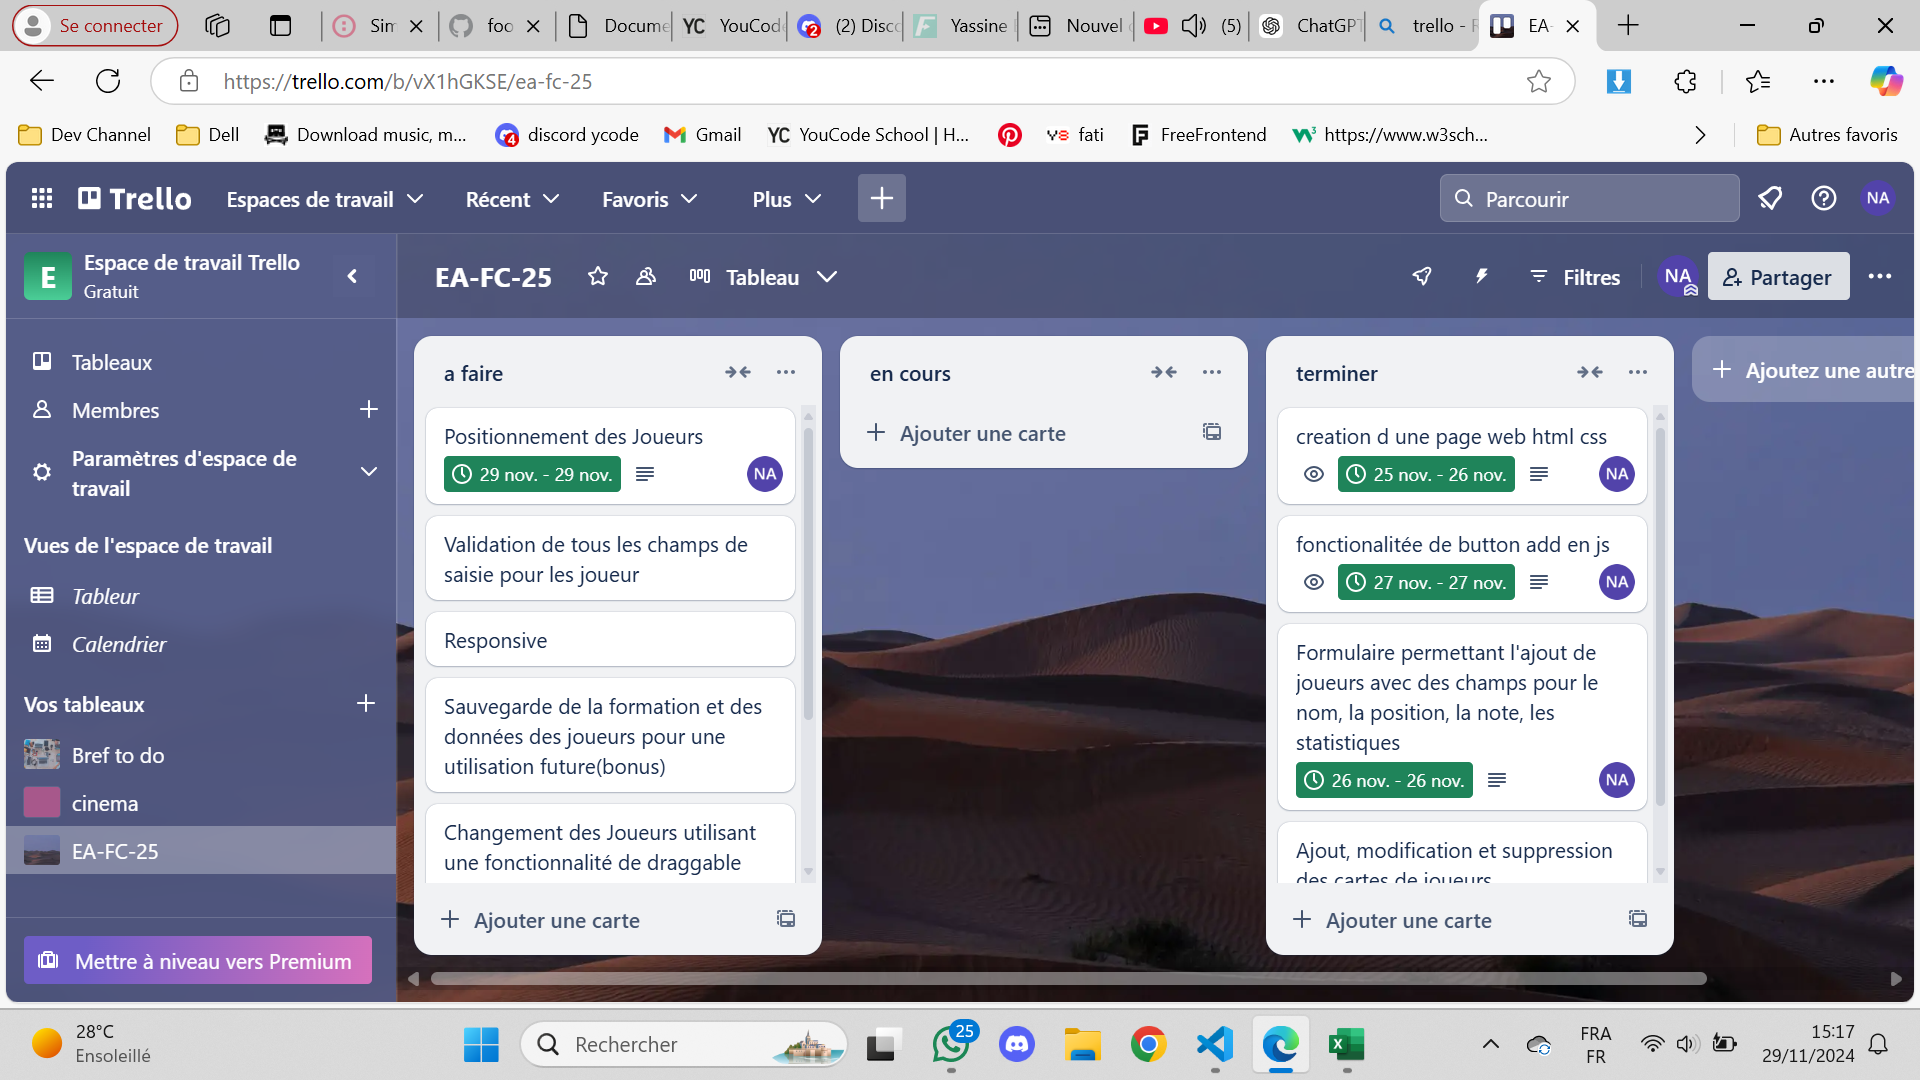 Se connecter
Sim
foo
Docume
YC YouCode
(2) Disco
Yassine
Nouvel
(5)
ChatGPT
trello - R
EA-
https://trello.com/b/vX1hGKSE/ea-fc-25
Dev Channel
Dell
Download music, m...
4
discord ycode
Gmail
YC YouCode School | H...
fati
FreeFrontend
https://www.w3sch...
Autres favoris
Trello
Espaces de travail
Récent
Favoris
Plus
Parcourir
NA
E
Espace de travail Trello
Gratuit
EA-FC-25
Tableau
Filtres
NA
Partager
Tableaux
Membres
Paramètres d'espace de
travail
Vues de l'espace de travail
Tableur
Calendrier
Vos tableaux
Bref to do
cinema
EA-FC-25
Mettre à niveau vers Premium
a faire
Positionnement des Joueurs
29 nov. - 29 nov.
NA
Validation de tous les champs de
saisie pour les joueur
Responsive
Sauvegarde de la formation et des
données des joueurs pour une
utilisation future(bonus)
Changement des Joueurs utilisant
une fonctionnalité de draggable
Ajouter une carte
en cours
Ajouter une carte
terminer
creation d une page web html css
25 nov. - 26 nov.
NA
fonctionalitée de button add en js
27 nov. - 27 nov.
NA
Formulaire permettant l'ajout de
joueurs avec des champs pour le
nom, la position, la note, les
statistiques
26 nov. - 26 nov.
NA
Ajout, modification et suppression
des cartes de joueurs
Ajouter une carte
Ajoutez une autre
28°C
Ensoleillé
Rechercher
25
FRA
FR
15:17
29/11/2024